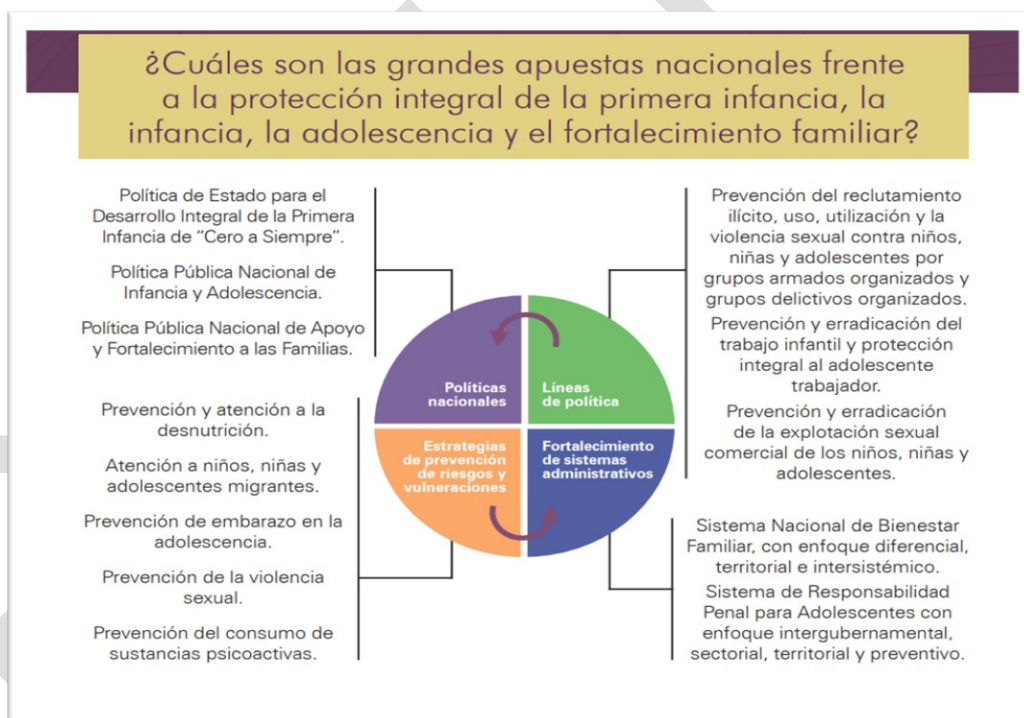 ¿Cuáles son las grandes apuestas nacionales frente
a la protección integral de la primera infancia, la
infancia, la adolescencia y el fortalecimiento familiar?
Política de Estado para el
Desarrollo Integral de la Primera
Infancia de “Cero a Siempre”.
Política Pública Nacional de
Infancia y Adolescencia.
Política Pública Nacional de Apoyo
y Fortalecimiento a las Familias.
Prevención del reclutamiento
ilícito, uso, utilización y la
violencia sexual contra niños,
niñas y adolescentes por
grupos armados organizados y
grupos delictivos organizados.
Prevención y erradicación del
trabajo infantil y protección
integral al adolescente
trabajador.
Prevención y erradicación
de la explotación sexual
comercial de los niños, niñas y
adolescentes.
Políticas
nacionales
Líneas
de política
Estrategias
de prevención
de riesgos y
vulneraciones
Fortalecimiento
de sistemas
administrativos
Prevención y atención a la
desnutrición.
Atención a niños, niñas y
adolescentes migrantes.
Prevención de embarazo en la
adolescencia.
Prevención de la violencia
sexual.
Prevención del consumo de
sustancias psicoactivas.
Sistema Nacional de Bienestar
Familiar, con enfoque diferencial,
territorial e intersistémico.
Sistema de Responsabilidad
Penal para Adolescentes con
enfoque intergubernamental,
sectorial, territorial y preventivo.